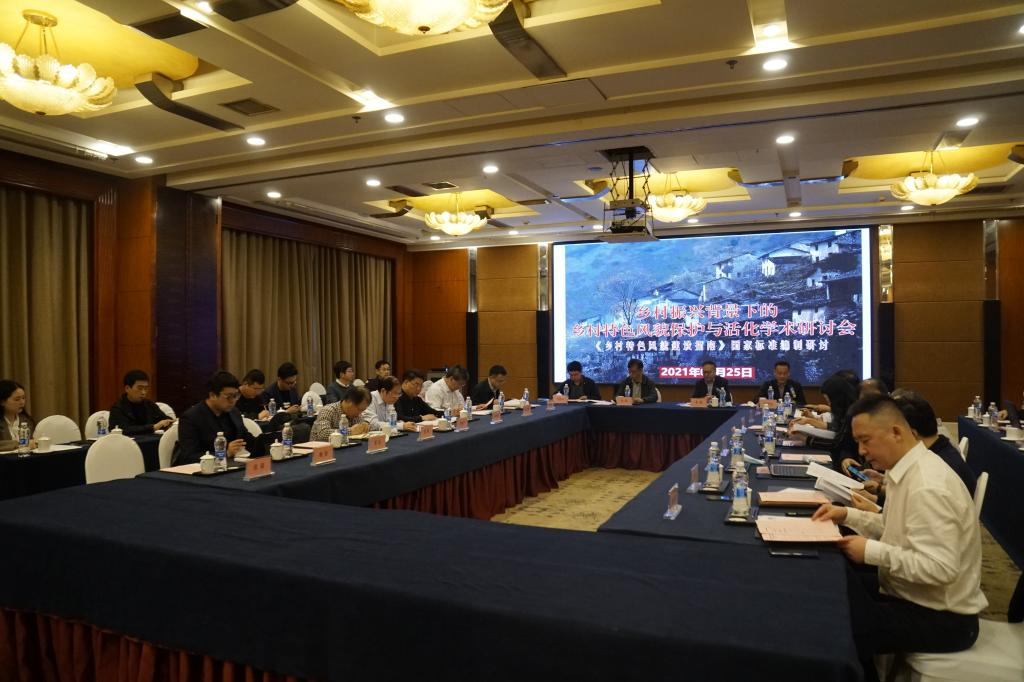 乡村振兴背景下的
乡村特色风貌保护与活化学术研讨会
《乡村特色风貌建设指南》国家标准编制研讨
2021年 月25日